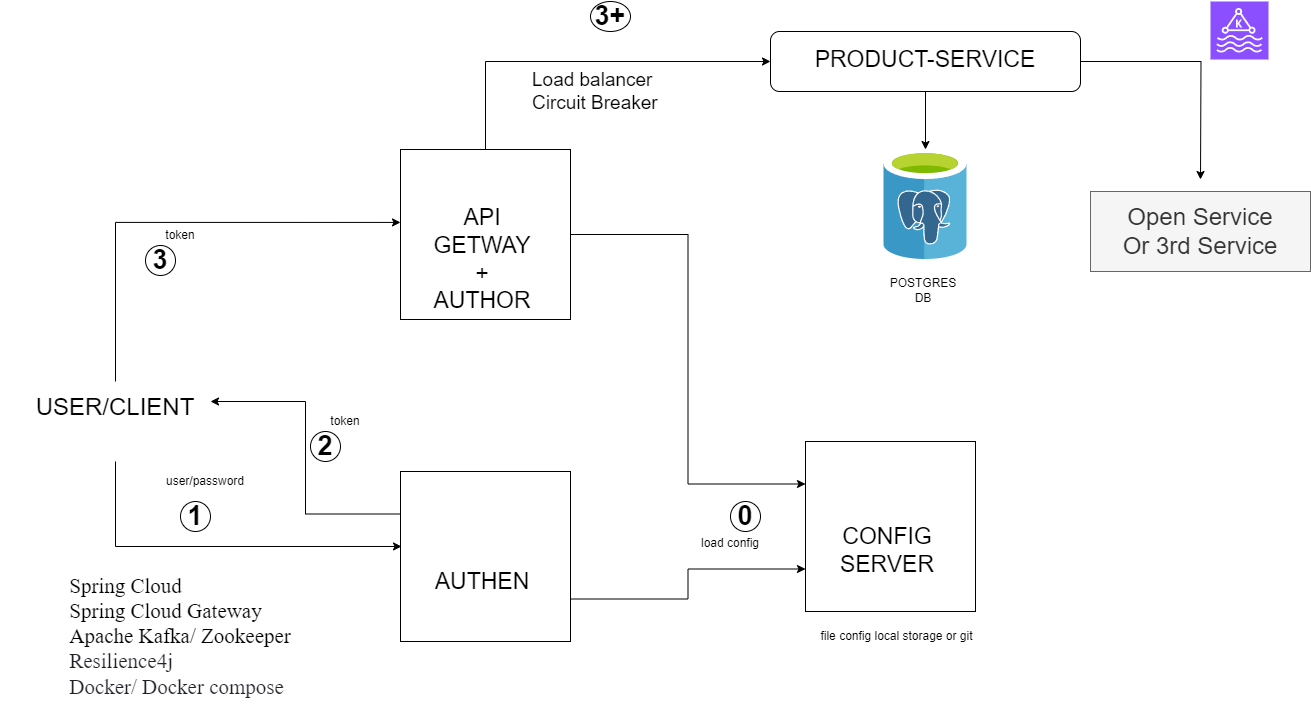 3+
K
PRODUCT-SERVICE
Load balancer
Circuit Breaker
API
GETWAY
+
AUTHOR
Open Service
Or 3rd Service
token
3
POSTGRES
DB
USER/CLIENT
token
2
user/password
1
0
load config
CONFIG
SERVER
AUTHEN
file config local storage or git
Spring Cloud
Spring Cloud Gateway
Apache Kafka/ Zookeeper
Resilience4j
Docker/ Docker compose